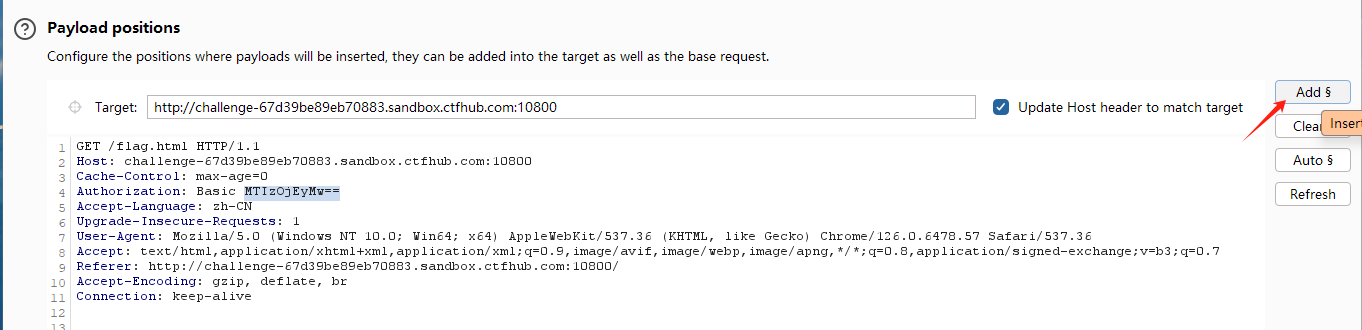 Payload positions
Configure the positions where payloads will be inserted, they can be added into the target as well as the base request.
Target: http://challenge-67d39be89eb70883.sandbox.ctfhub.com:10800 Update Host header to match target Add §
Clear Insert
Auto §
Refresh
1 GET /flag.html HTTP/1.1
2 Host: challenge-67d39be89eb70883.sandbox.ctfhub.com:10800
3 Cache-Control: max-age=0
4 Authorization: Basic MTIzOjEyMw==
5 Accept-Language: zh-CN
6 Upgrade-Insecure-Requests: 1
7 User-Agent: Mozilla/5.0 (Windows NT 10.0; Win64; x64) AppleWebKit/537.36 (KHTML, like Gecko) Chrome/126.0.6478.57 Safari/537.36
8 Accept: text/html,application/xhtml+xml,application/xml;q=0.9,image/avif,image/webp,image/apng,*/*;q=0.8,application/signed-exchange;v=b3;q=0.7
9 Referer: http://challenge-67d39be89eb70883.sandbox.ctfhub.com:10800/
10 Accept-Encoding: gzip, deflate, br
11 Connection: keep-alive
12
13